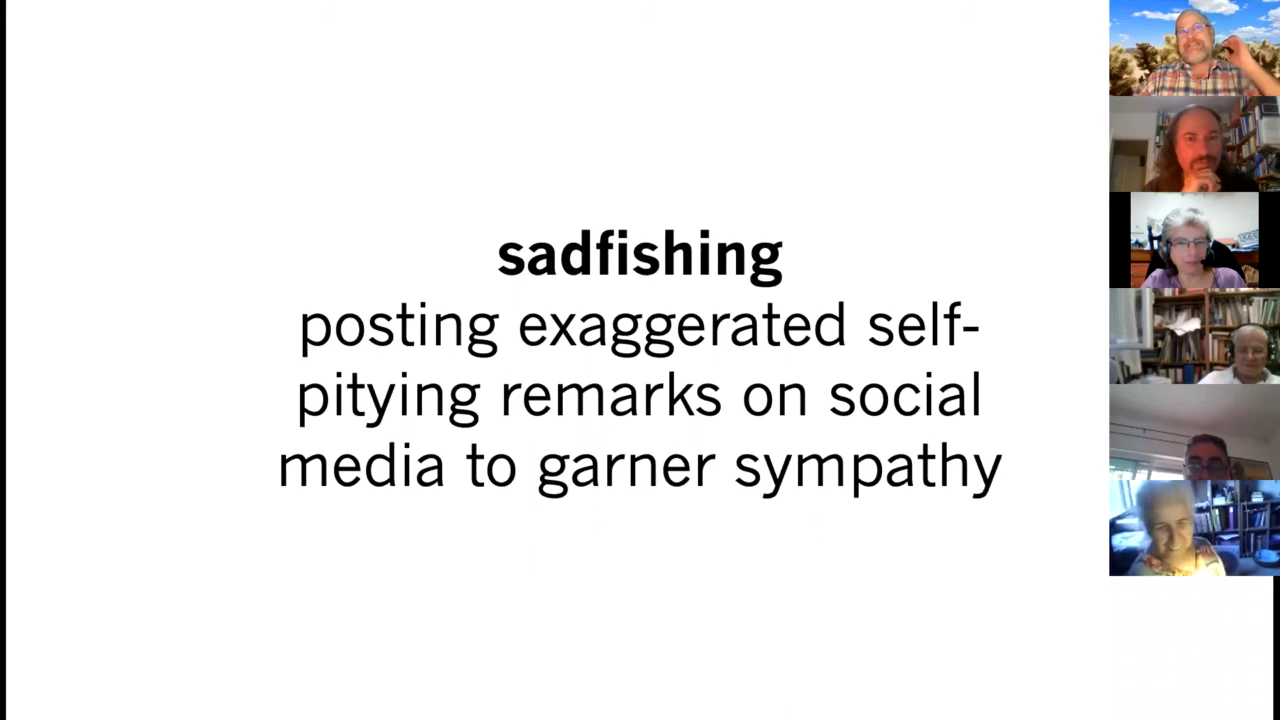 sadfishing
posting exaggerated self-
pitying remarks on social
media to garner sympathy